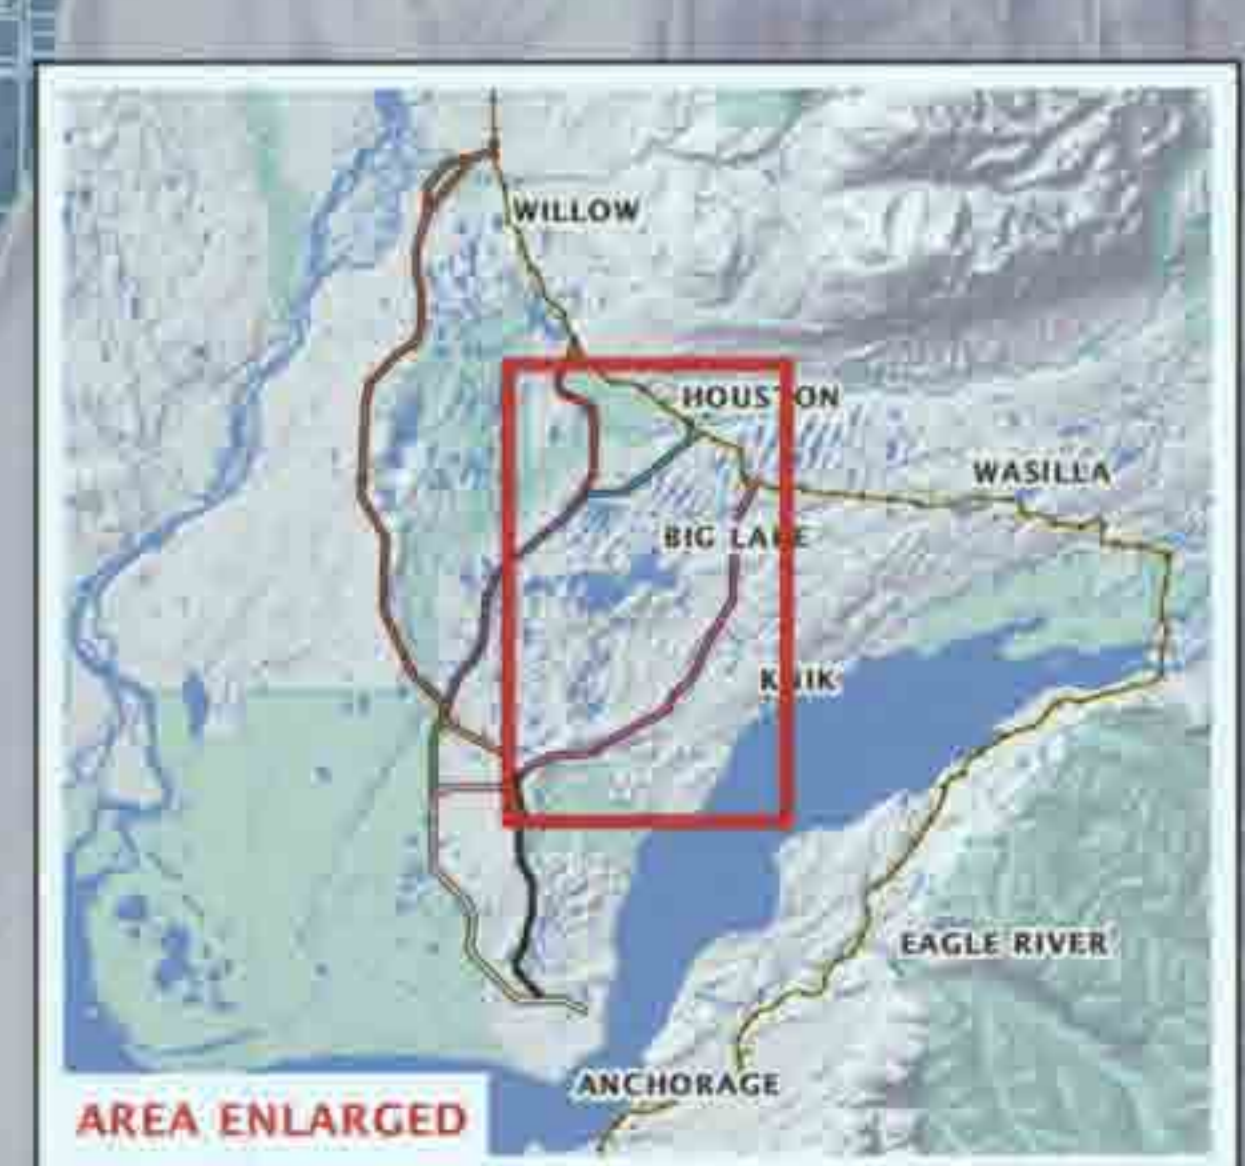 WILLOW
HOUSTON
WASILLA
BIG LAKE
KNIK
EAGLE RIVER
ANCHORAGE
AREA ENLARGED